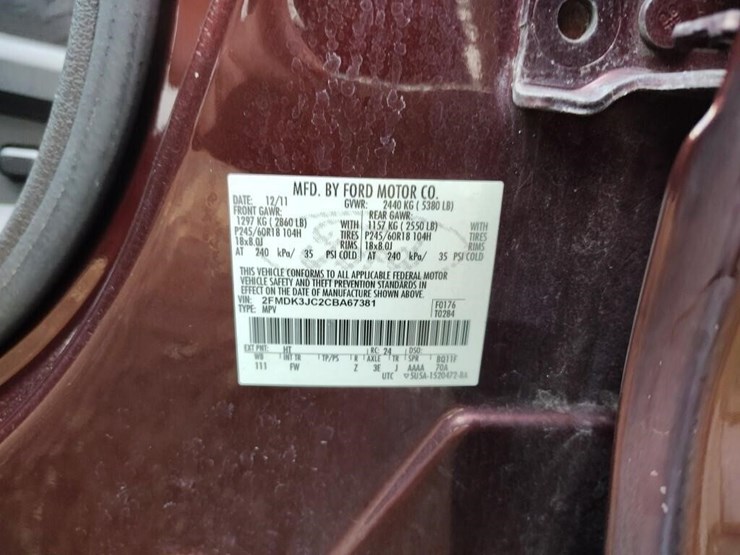 MFD. BY FORD MOTOR CO.
DATE: 12/11 GVWR: 2440 KG ( 5380 LB)
FRONT GAWR: REAR GAWR:
1297 KG ( 2860 LB) WITH 1157 KG ( 2550 LB) WITH
P245/60R18 104H TIRES P245/60R18 104H TIRES
18x8.0J RIMS 18x8.0J RIMS
AT 240 kPa/ 35 PSI COLD AT 240 kPa/ 35 PSI COLD
THIS VEHICLE CONFORMS TO ALL APPLICABLE FEDERAL MOTOR
VEHICLE SAFETY AND THEFT PREVENTION STANDARDS IN
EFFECT ON THE DATE OF MANUFACTURE SHOWN ABOVE.
VIN: 2FMDK3JC2CBA67381 F0176
TYPE: MPV T0284
EXT PNT: HT RC: 24 DSO:
WB INT TR TP/PS R AXLE TR SPR BQ11F
111 FW Z 3E J AAAA 70A
UTC 5U5A-1520472-BA